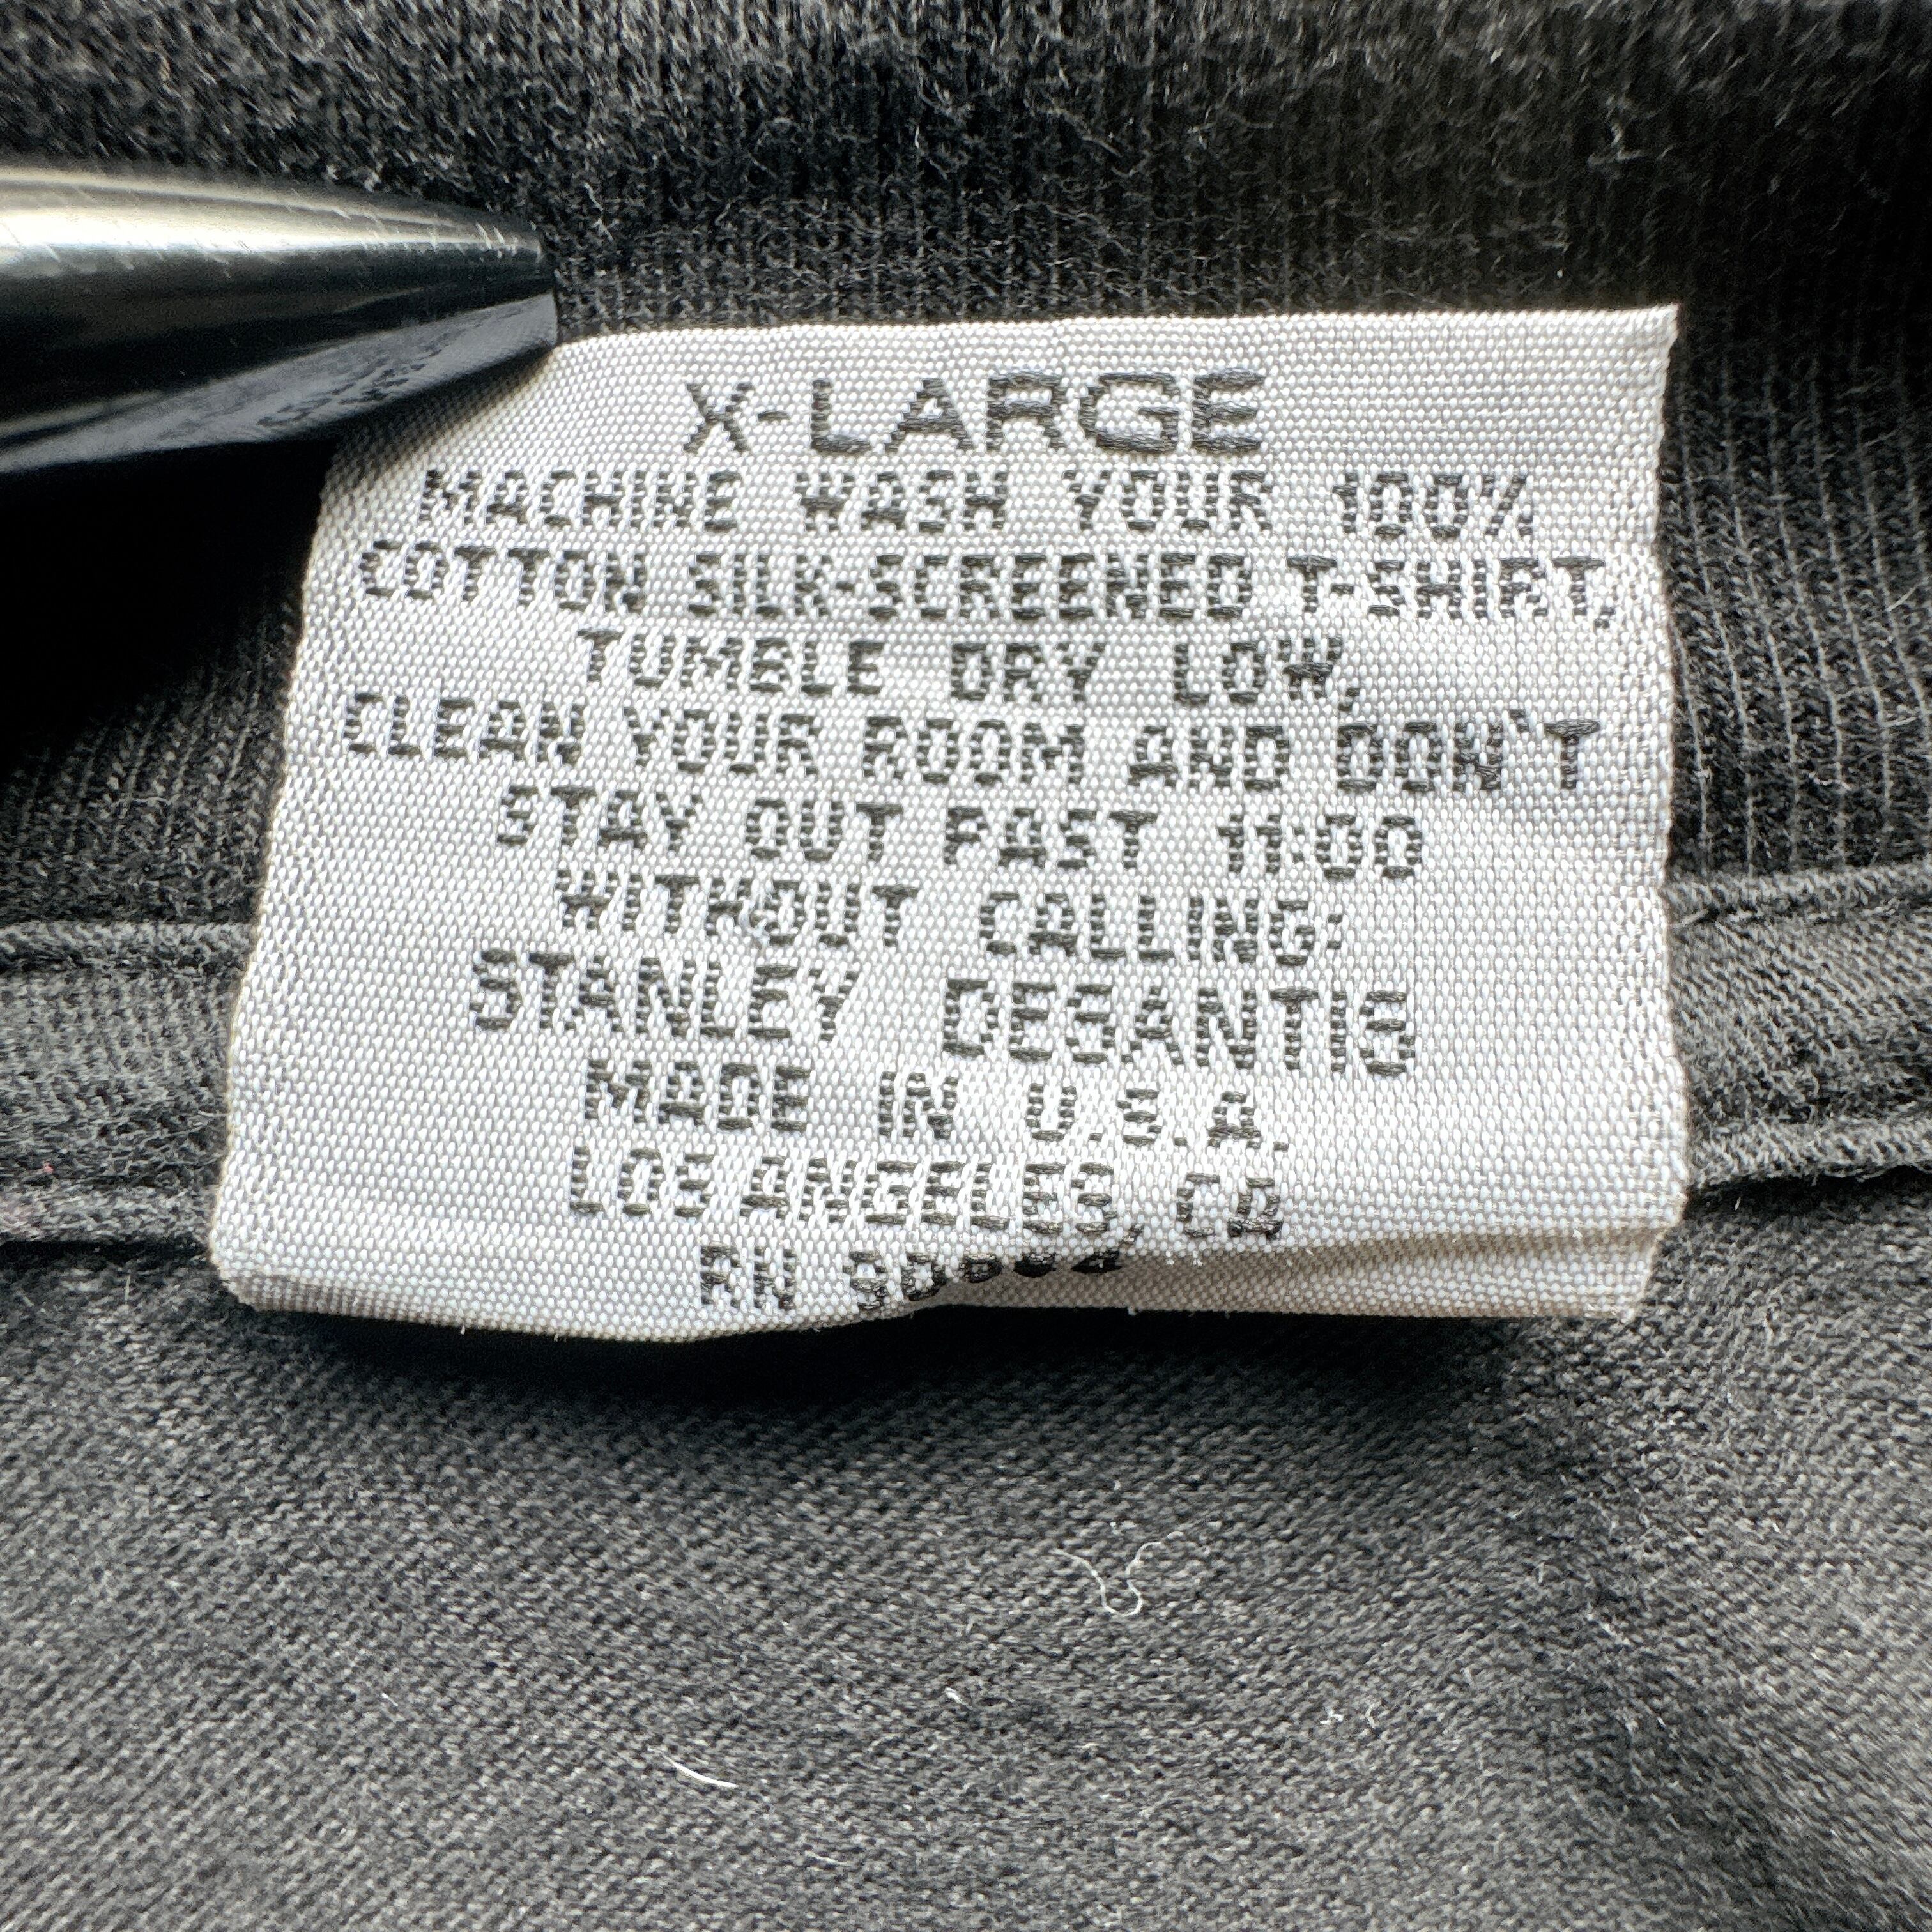 X-LARGE
MACHINE WASH YOUR 100%
COTTON SILK-SCREENED T-SHIRT,
TUMBLE DRY LOW,
CLEAN YOUR ROOM AND DON'T
STAY OUT PAST 11:00
WITHOUT CALLING:
STANLEY DESANTIS
MADE IN U.S.A.
LOS ANGELES, CA
RN